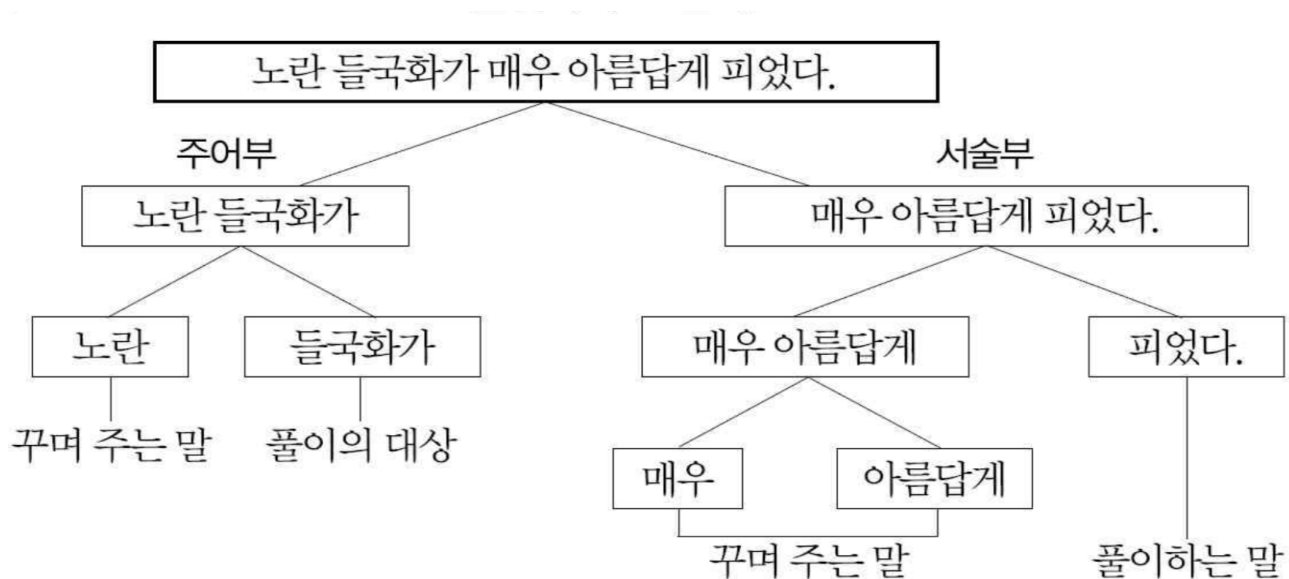 노란 들국화가 매우 아름답게 피었다.
주어부
서술부
노란 들국화가
매우 아름답게 피었다.
노란
들국화가
매우 아름답게
피었다.
꾸며 주는 말
풀이의 대상
매우
아름답게
꾸며 주는 말
풀이하는 말